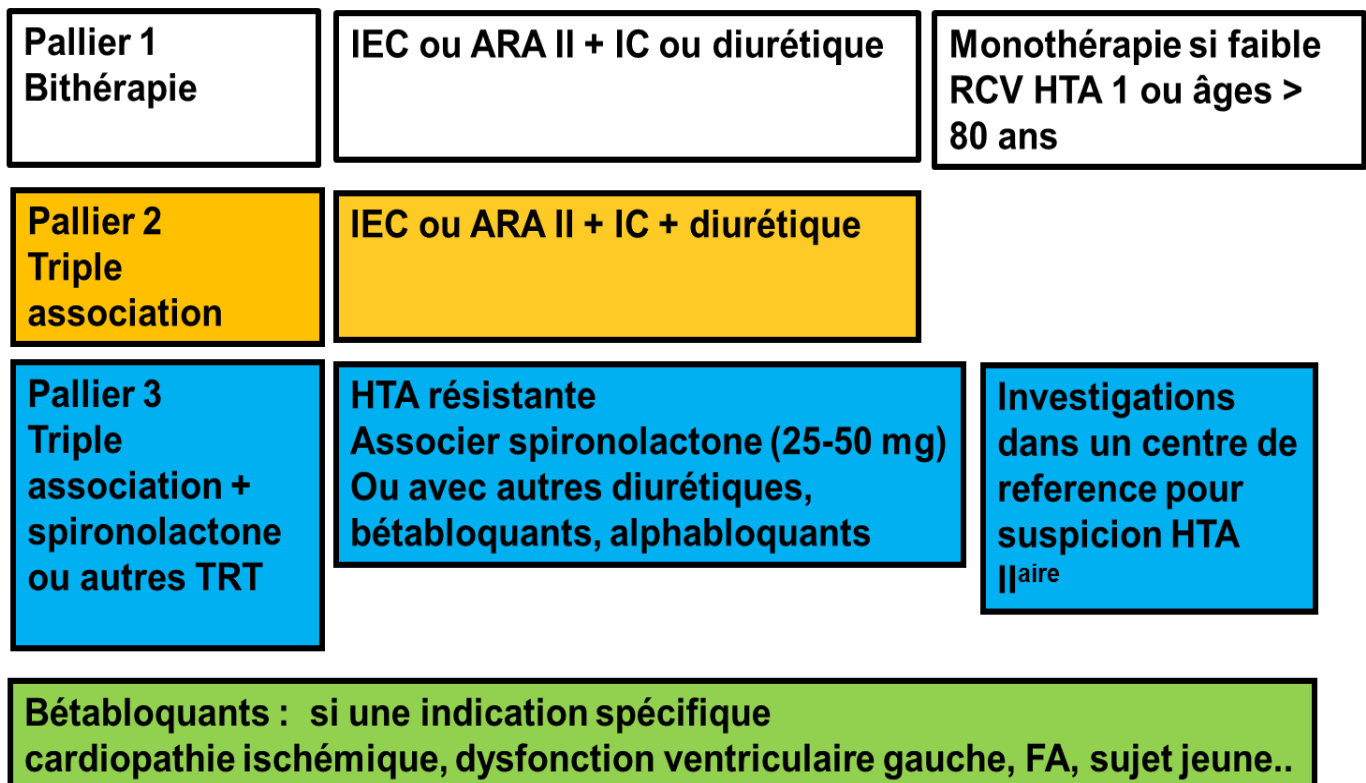 Pallier 1
Bithérapie
IEC ou ARA II + IC ou diurétique
Monothérapie si faible
RCV HTA 1 ou âges >
80 ans
Pallier 2
Triple
association
IEC ou ARA II + IC + diurétique
Pallier 3
Triple
association +
spironolactone
ou autres TRT
HTA résistante
Associer spironolactone (25-50 mg)
Ou avec autres diurétiques,
bétabloquants, alphabloquants
Investigations
dans un centre de
reference pour
suspicion HTA
IIaire
Bétabloquants : si une indication spécifique
cardiopathie ischémique, dysfonction ventriculaire gauche, FA, sujet jeune..